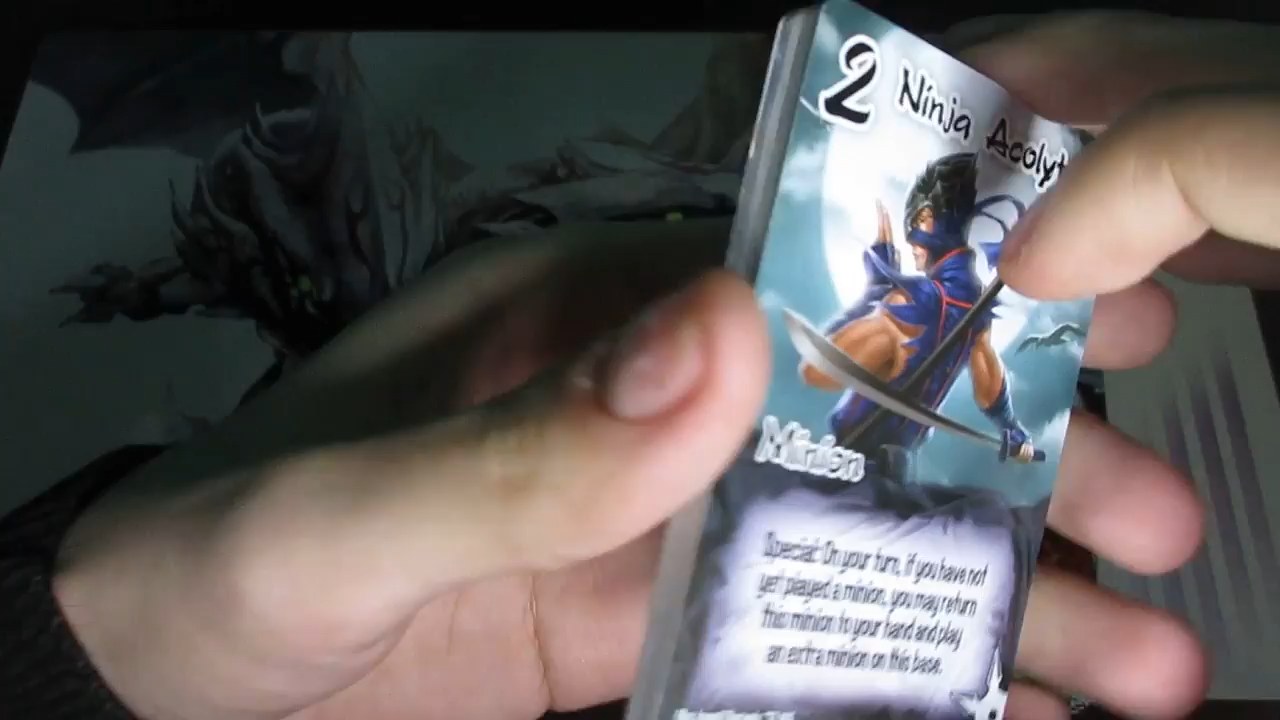 2 Ninja Acolyt
Minion
Special: On your turn, if you have not
yet played a minion, you may return
this minion to your hand and play
an extra minion on this base.